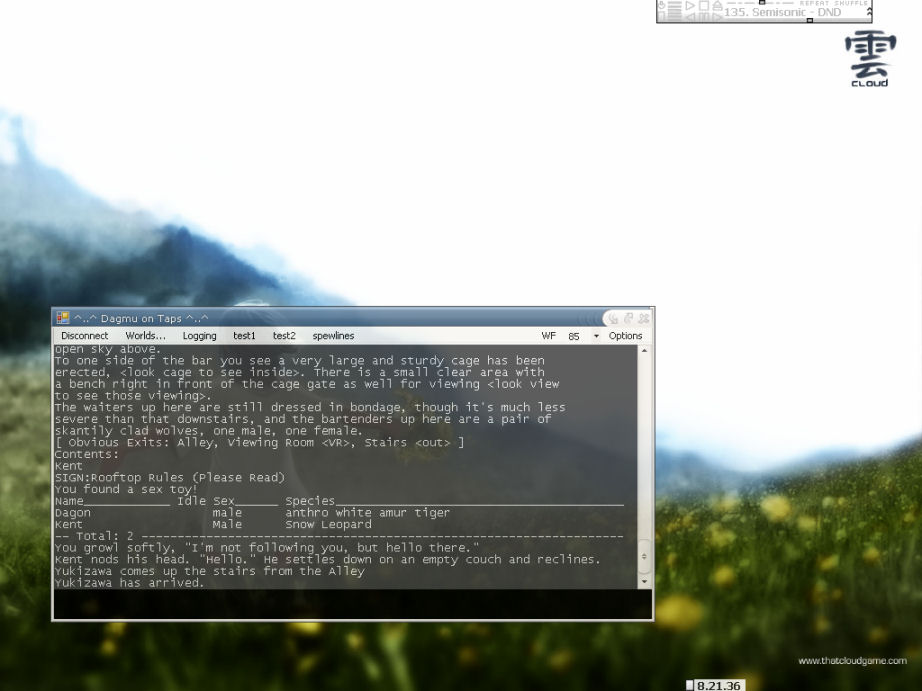 REPEAT SHUFFLE
135. Semisonic - DND
雲
CLOUD
^..^ Dagmu on Taps ^..^
Disconnect Worlds... Logging test1 test2 spewlines WF 85 Options
open sky above.
To one side of the bar you see a very large and sturdy cage has been
erected, <look cage to see inside>. There is a small clear area with
a bench right in front of the cage gate as well for viewing <look view
to see those viewing>.
The waiters up here are still dressed in bondage, though it's much less
severe than that downstairs, and the bartenders up here are a pair of
skantily clad wolves, one male, one female.
[ Obvious Exits: Alley, Viewing Room <VR>, Stairs <out> ]
Contents:
Kent
SIGN:Rooftop Rules (Please Read)
You found a sex toy!
Name____________ Idle Sex______ Species________________________________________
Dagon male anthro white amur tiger
Kent Male Snow Leopard
-- Total: 2 -------------------------------------------------------------------
You growl softly, "I'm not following you, but hello there."
Kent nods his head. "Hello." He settles down on an empty couch and reclines.
Yukizawa comes up the stairs from the Alley
Yukizawa has arrived.
www.thatcloudgame.com
8.21.36